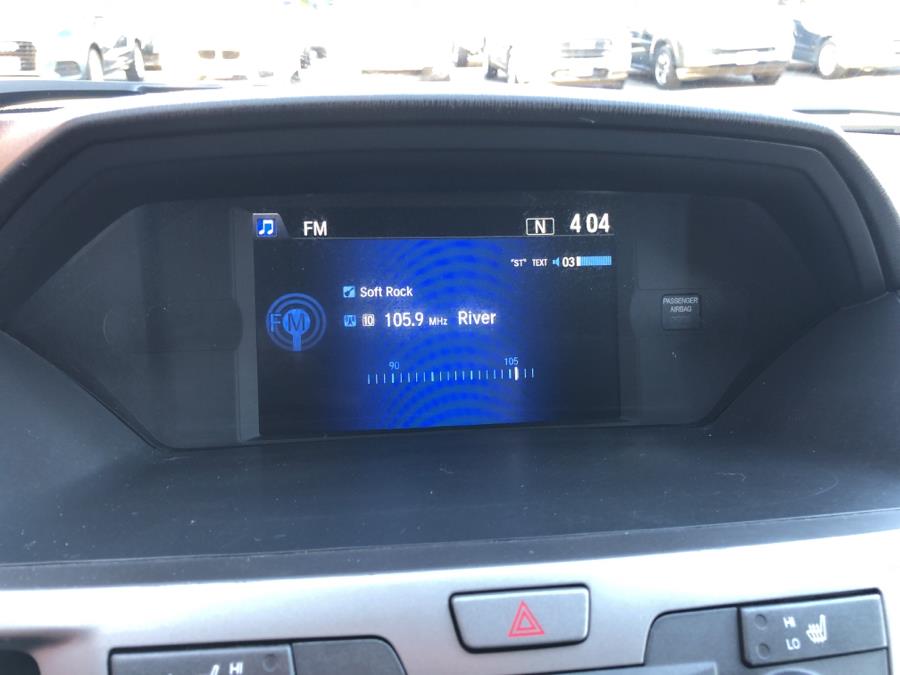 FM N 4 04
"ST" TEXT 03
Soft Rock
FM 10 105.9 MHz River
90 105
PASSENGER
AIRBAG
HI
LO
HI